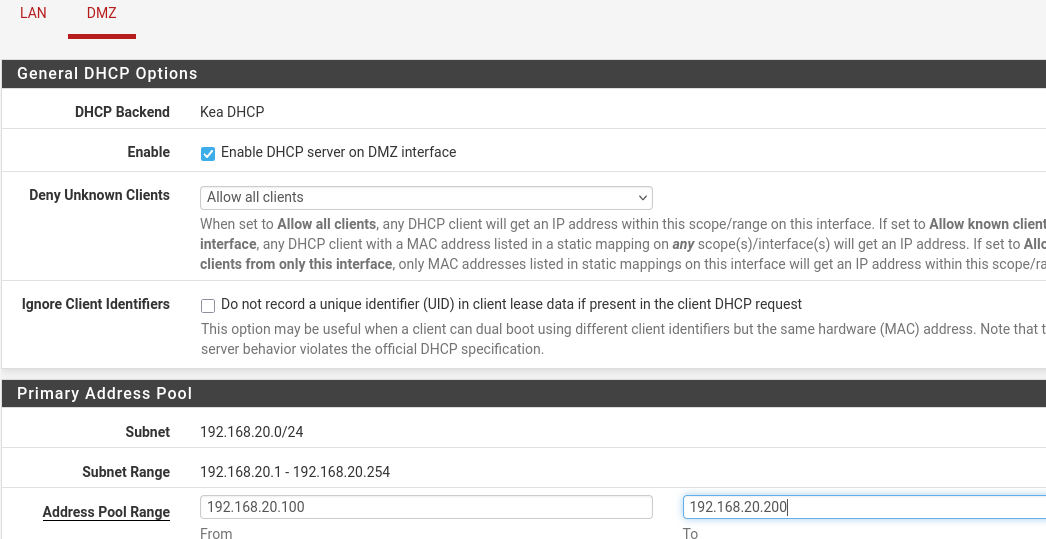 LAN DMZ
General DHCP Options
DHCP Backend Kea DHCP
Enable Enable DHCP server on DMZ interface
Deny Unknown Clients Allow all clients
When set to Allow all clients, any DHCP client will get an IP address within this scope/range on this interface. If set to Allow known client
interface, any DHCP client with a MAC address listed in a static mapping on any scope(s)/interface(s) will get an IP address. If set to Allo
clients from only this interface, only MAC addresses listed in static mappings on this interface will get an IP address within this scope/ra
Ignore Client Identifiers Do not record a unique identifier (UID) in client lease data if present in the client DHCP request
This option may be useful when a client can dual boot using different client identifiers but the same hardware (MAC) address. Note that t
server behavior violates the official DHCP specification.
Primary Address Pool
Subnet 192.168.20.0/24
Subnet Range 192.168.20.1 - 192.168.20.254
Address Pool Range 192.168.20.100 192.168.20.200
From To